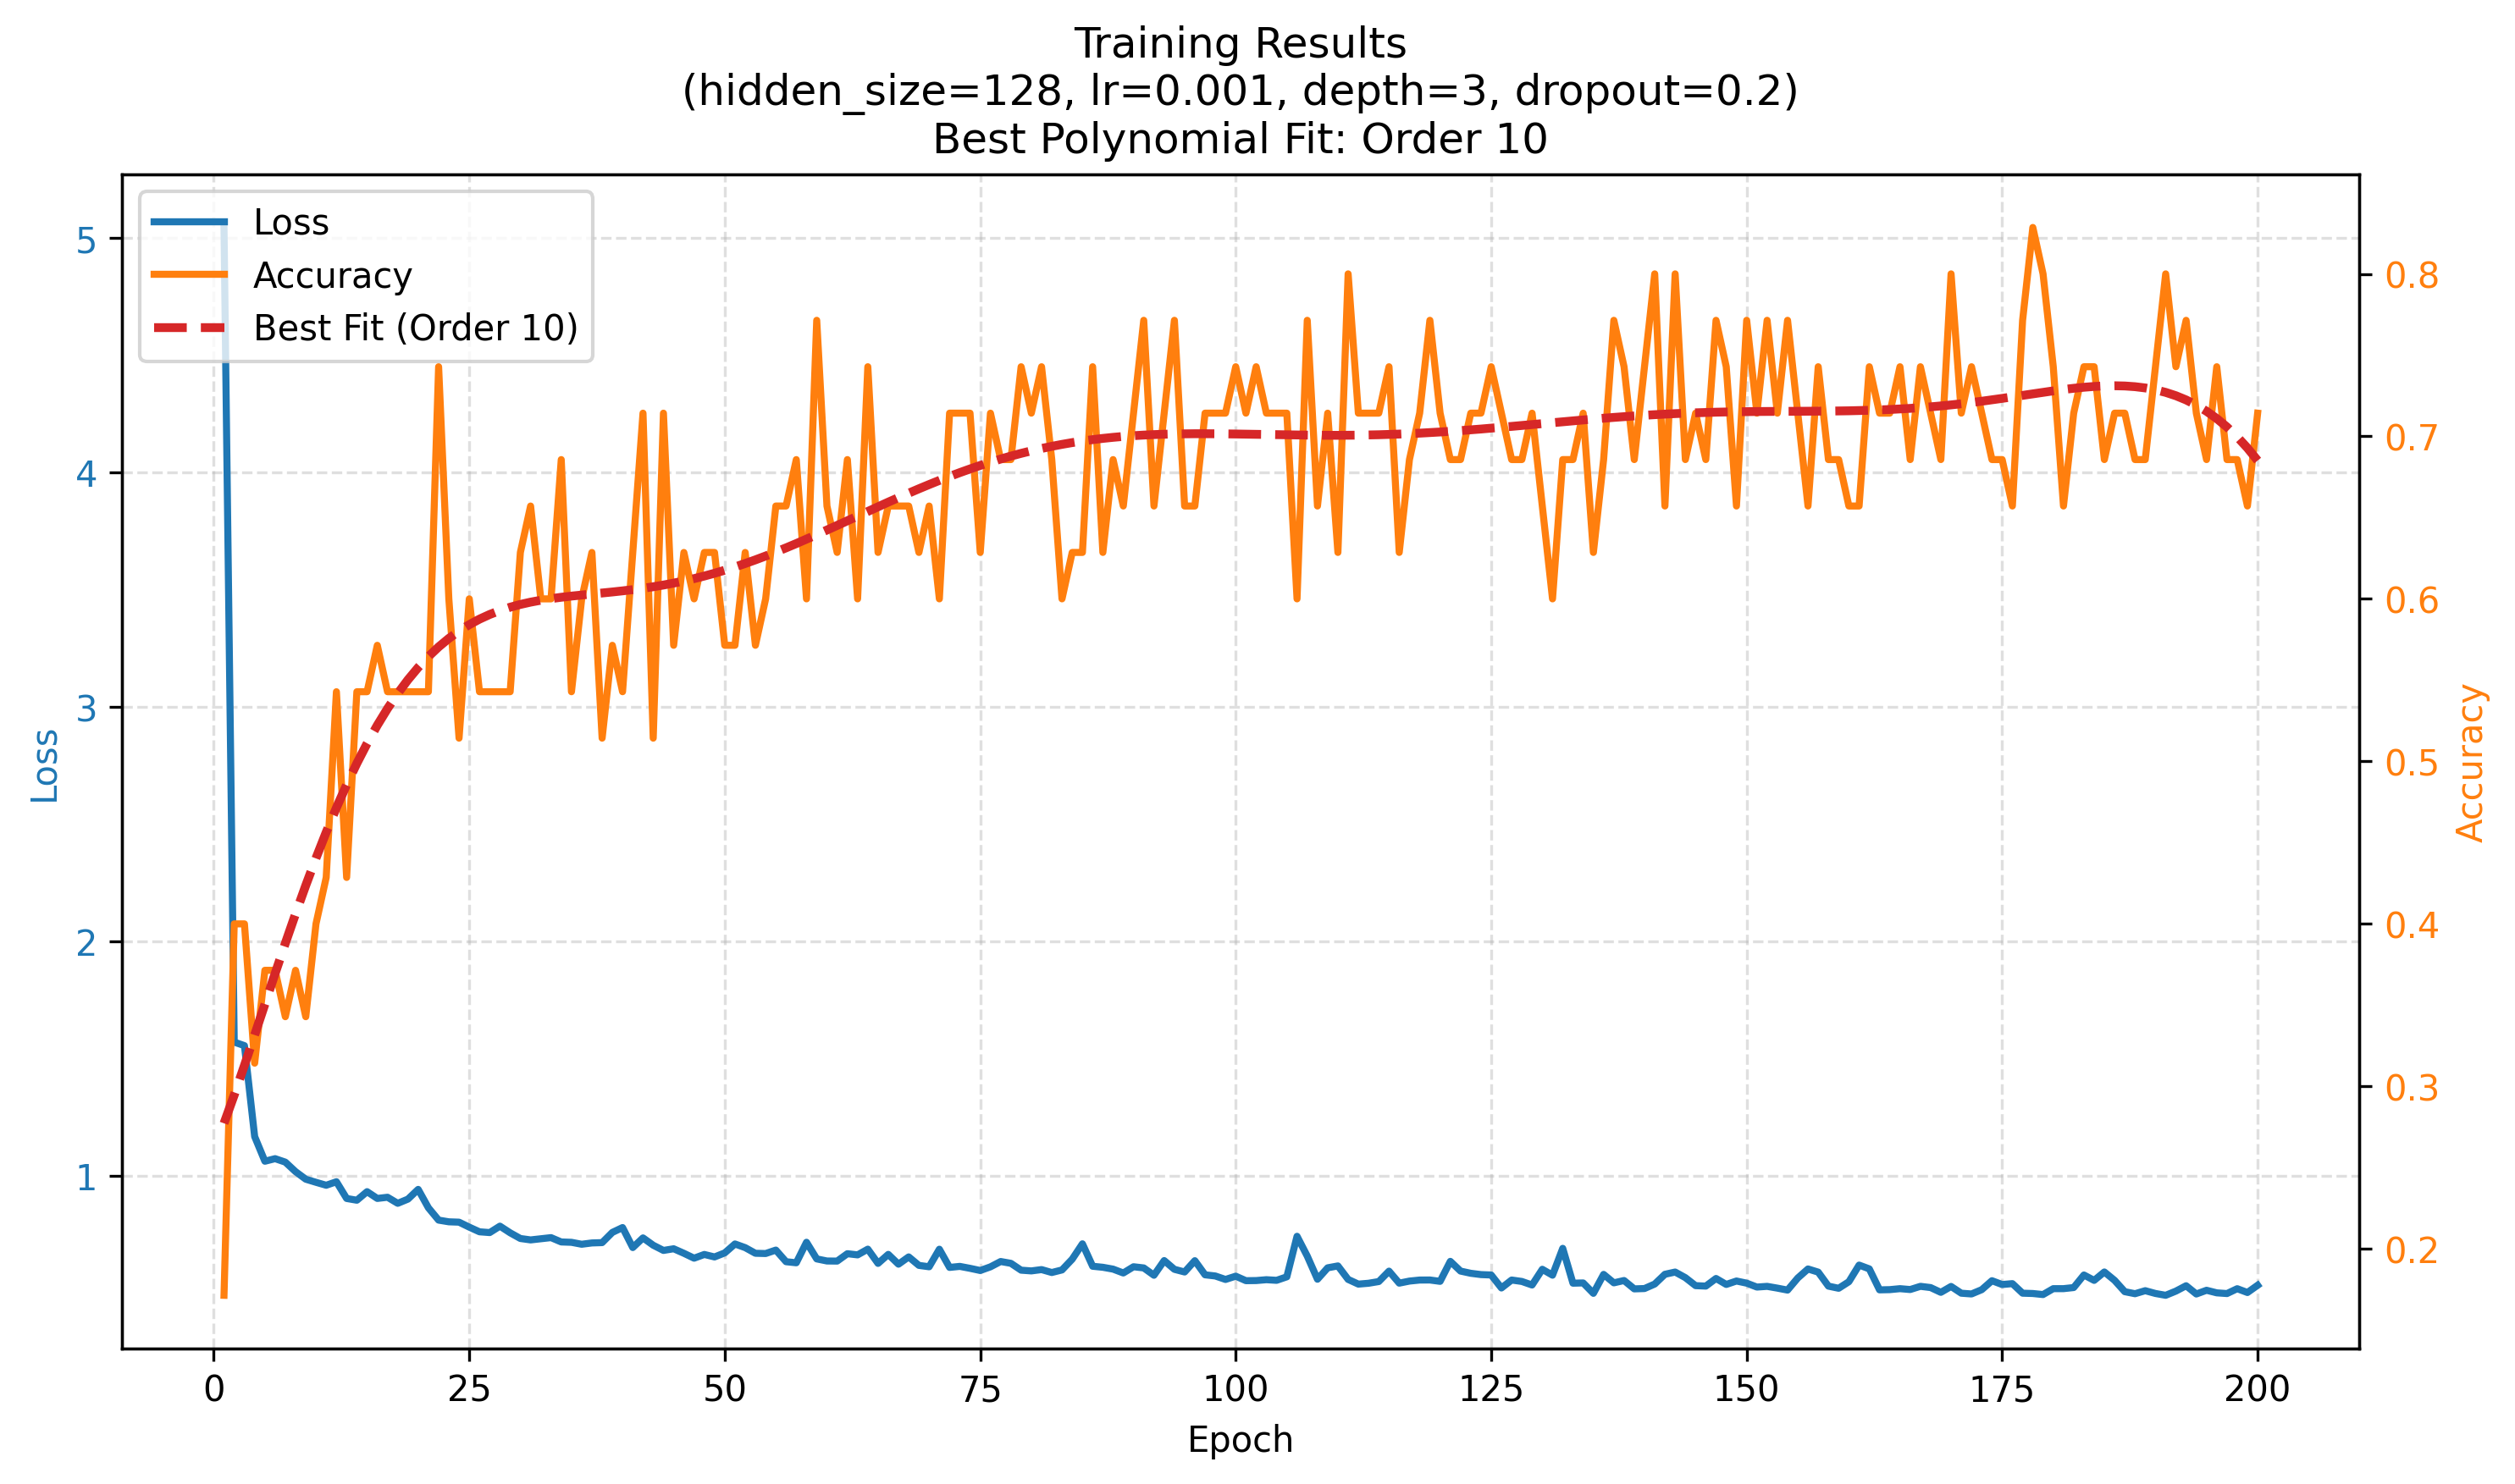 Training Results
(hidden_size=128, lr=0.001, depth=3, dropout=0.2)
Best Polynomial Fit: Order 10
Loss
Accuracy
Best Fit (Order 10)
5
4
3
2
1
Loss
0.8
0.7
0.6
0.5
0.4
0.3
0.2
Accuracy
0 25 50 75 100 125 150 175 200
Epoch